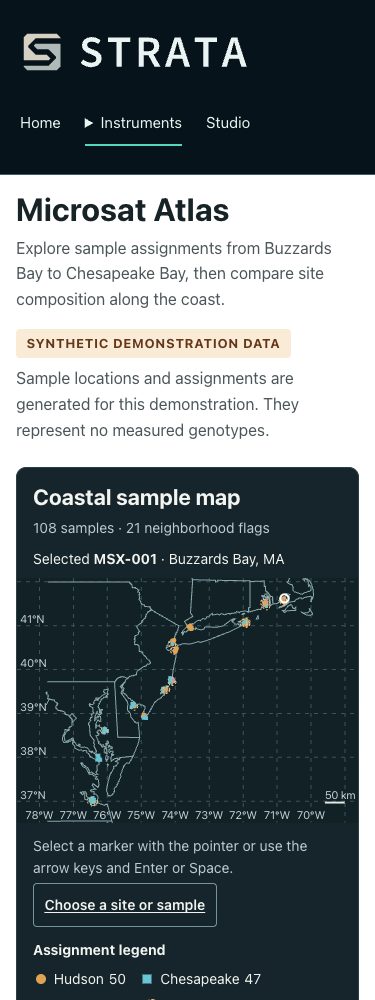 STRATA
Home ▶ Instruments Studio
Microsat Atlas
Explore sample assignments from Buzzards
Bay to Chesapeake Bay, then compare site
composition along the coast.
SYNTHETIC DEMONSTRATION DATA
Sample locations and assignments are
generated for this demonstration. They
represent no measured genotypes.
Coastal sample map
108 samples · 21 neighborhood flags
Selected MSX-001 · Buzzards Bay, MA
41°N
40°N
39°N
38°N
37°N
50 km
78°W 77°W 76°W 75°W 74°W 73°W 72°W 71°W 70°W
Select a marker with the pointer or use the
arrow keys and Enter or Space.
Choose a site or sample
Assignment legend
Hudson 50 Chesapeake 47